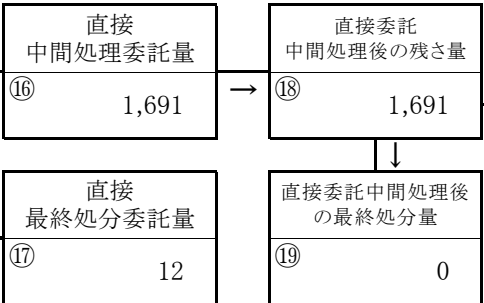 直接
中間処理委託量
⑯
1,691
→
直接委託
中間処理後の残さ量
⑱
1,691
↓
直接
最終処分委託量
⑰
12
直接委託中間処理後
の最終処分量
⑲
0